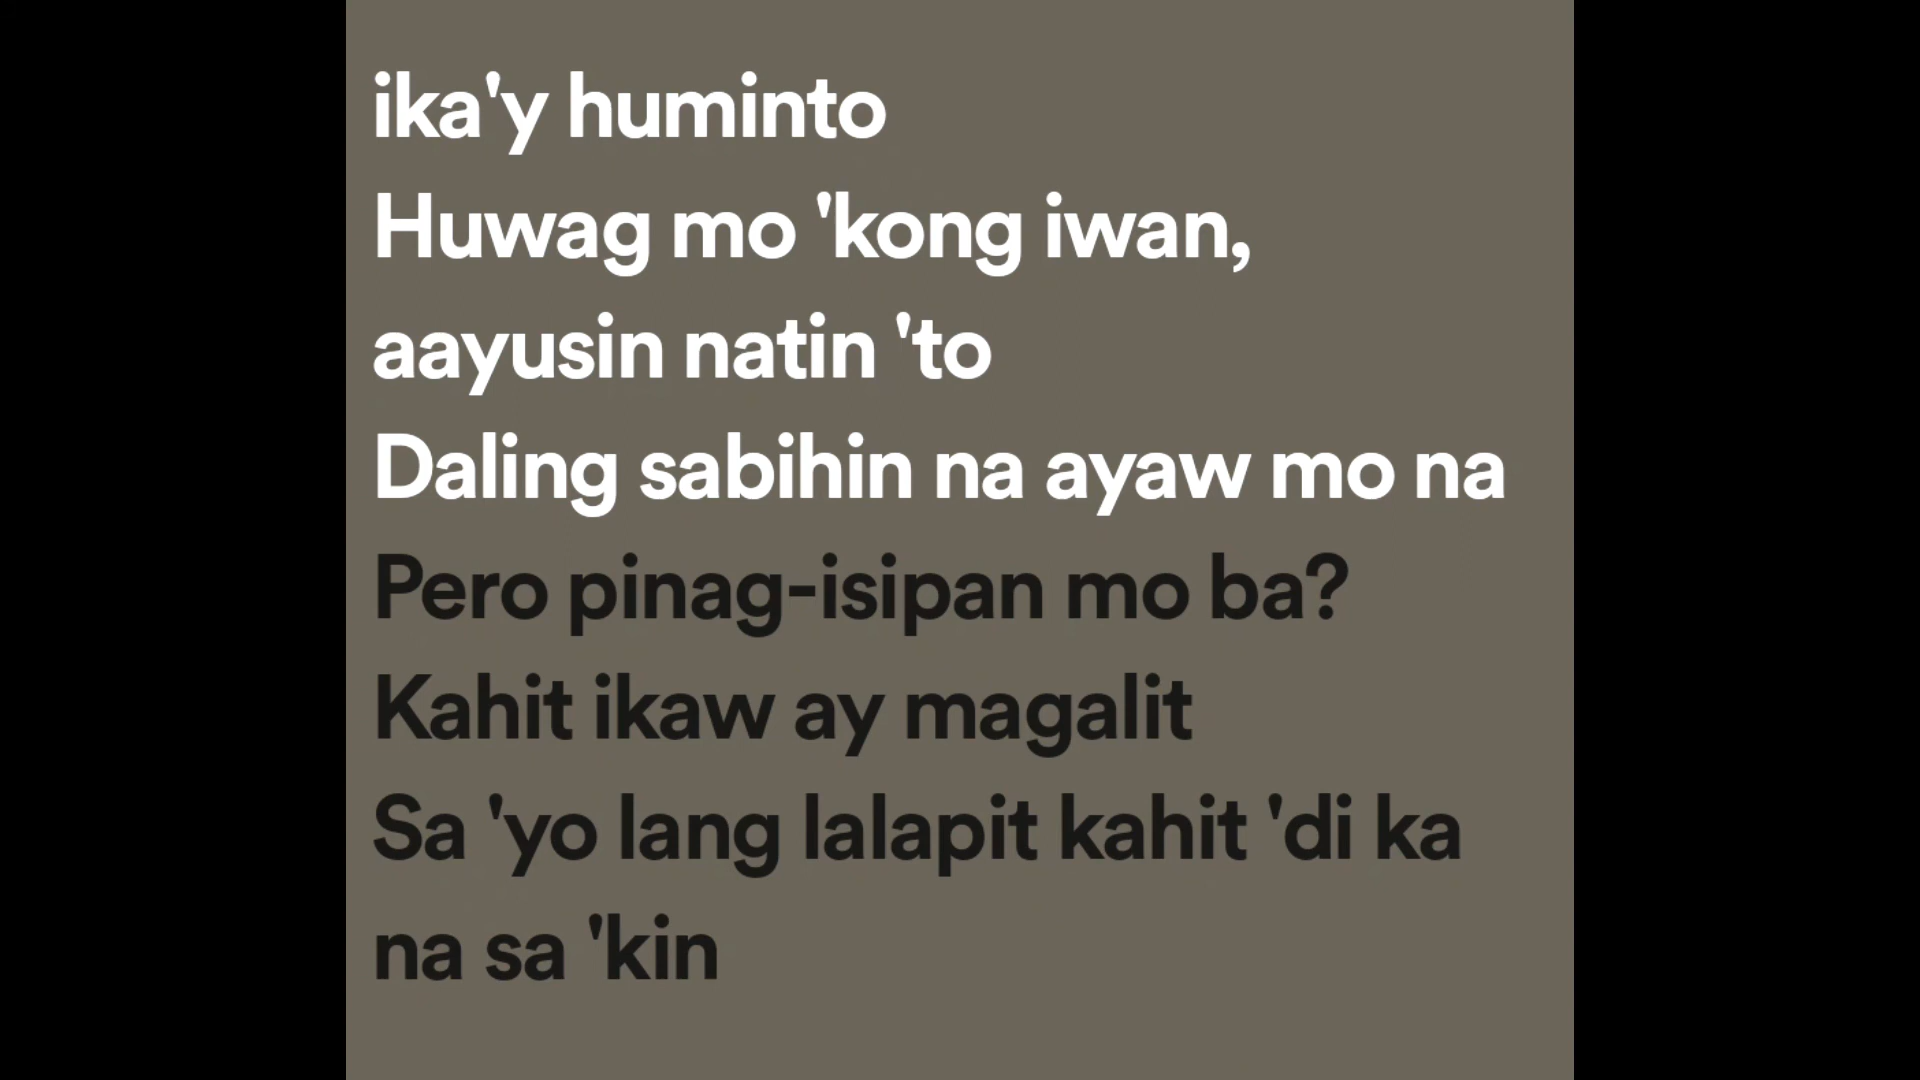 ika'y huminto
Huwag mo 'kong iwan,
aayusin natin 'to
Daling sabihin na ayaw mo na
Pero pinag-isipan mo ba?
Kahit ikaw ay magalit
Sa 'yo lang lalapit kahit 'di ka
na sa 'kin